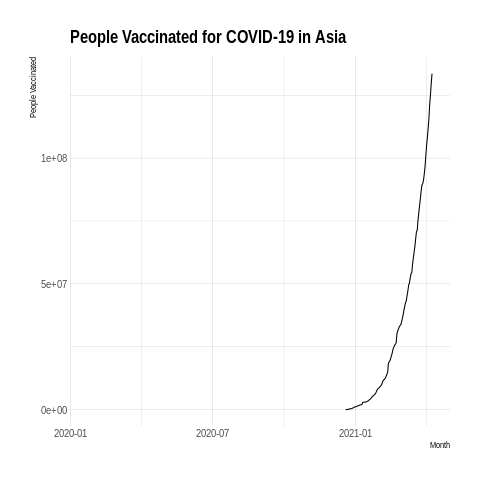 People Vaccinated for COVID-19 in Asia
People Vaccinated
1e+08
5e+07
0e+00
2020-01
2020-07
2021-01
Month